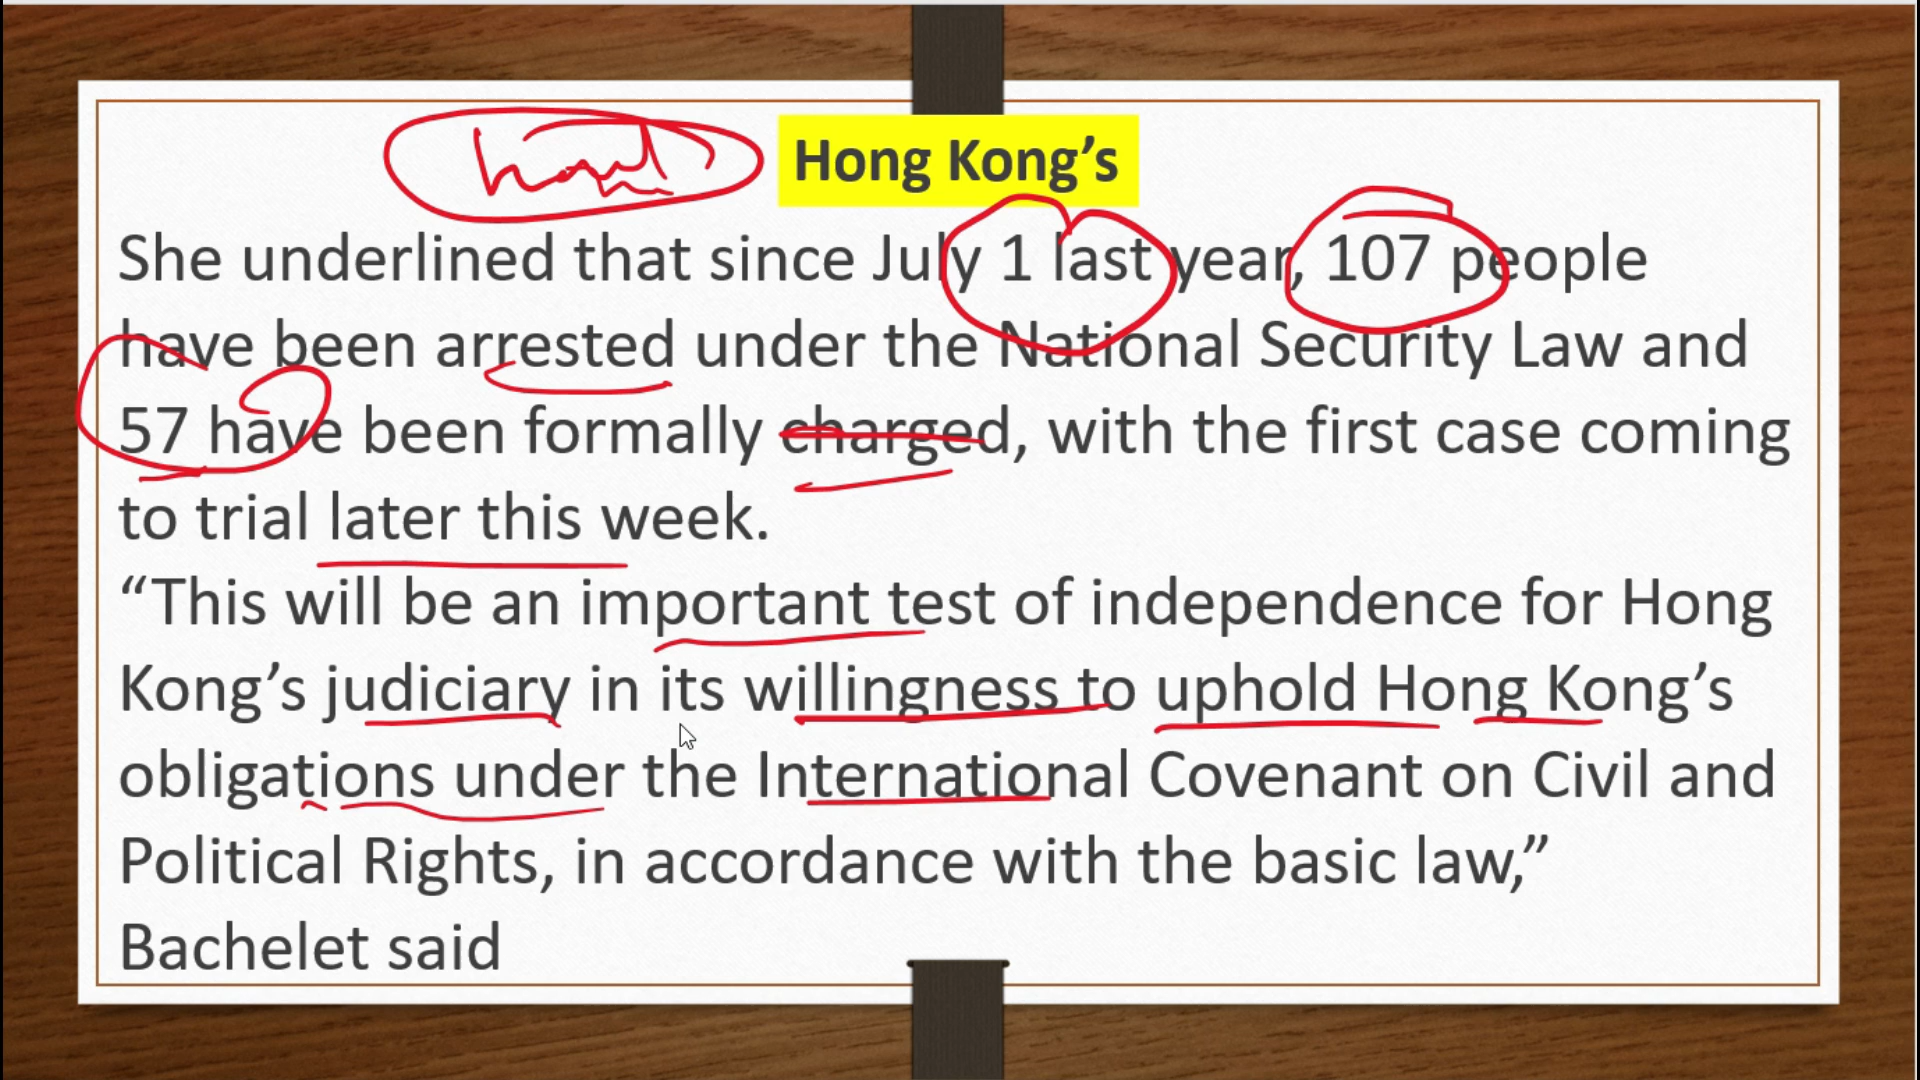 Hong Kong’s
She underlined that since July 1 last year, 107 people
have been arrested under the National Security Law and
57 have been formally charged, with the first case coming
to trial later this week.
“This will be an important test of independence for Hong
Kong’s judiciary in its willingness to uphold Hong Kong’s
obligations under the International Covenant on Civil and
Political Rights, in accordance with the basic law,”
Bachelet said